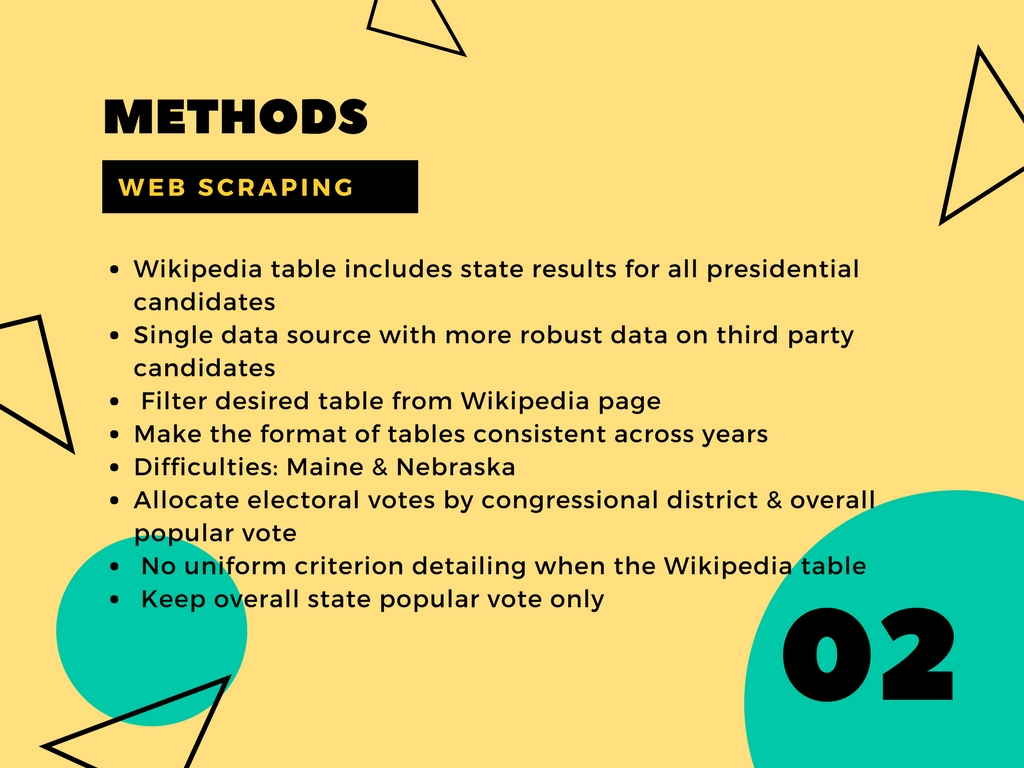 METHODS
WEB SCRAPING
• Wikipedia table includes state results for all presidential
candidates
• Single data source with more robust data on third party
candidates
• Filter desired table from Wikipedia page
• Make the format of tables consistent across years
• Difficulties: Maine & Nebraska
• Allocate electoral votes by congressional district & overall
popular vote
• No uniform criterion detailing when the Wikipedia table
• Keep overall state popular vote only
02